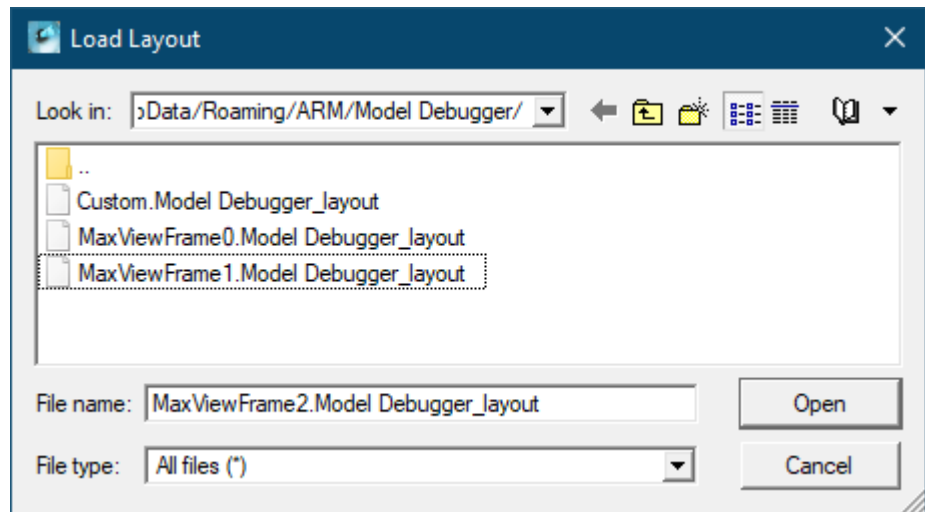 Load Layout
Look in: oData/Roaming/ARM/Model Debugger/
..
Custom.Model Debugger_layout
MaxViewFrame0.Model Debugger_layout
MaxViewFrame1.Model Debugger_layout
File name: MaxViewFrame2.Model Debugger_layout Open
File type: All files (*) Cancel